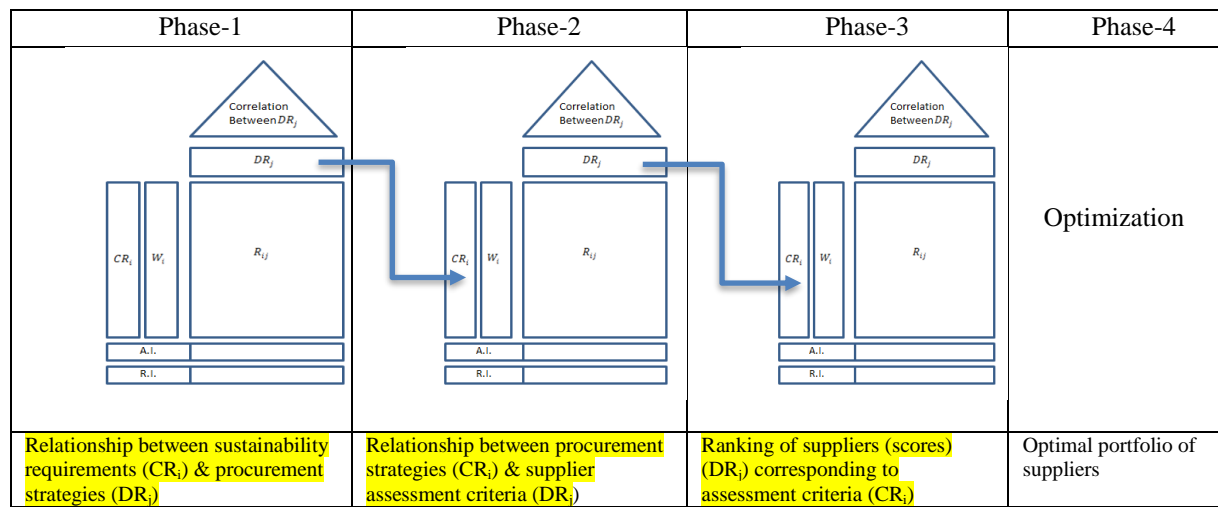 Phase-1 Phase-2 Phase-3 Phase-4
Correlation
Between DRⱼ
DRⱼ
CRᵢ
Wᵢ
Rᵢⱼ
A.I.
R.I.
Correlation
Between DRⱼ
DRⱼ
CRᵢ
Wᵢ
Rᵢⱼ
A.I.
R.I.
Correlation
Between DRⱼ
DRⱼ
CRᵢ
Wᵢ
Rᵢⱼ
A.I.
R.I.
Optimization
Relationship between sustainability
requirements (CRᵢ) & procurement
strategies (DRⱼ)
Relationship between procurement
strategies (CRᵢ) & supplier
assessment criteria (DRⱼ)
Ranking of suppliers (scores)
(DRⱼ) corresponding to
assessment criteria (CRᵢ)
Optimal portfolio of
suppliers